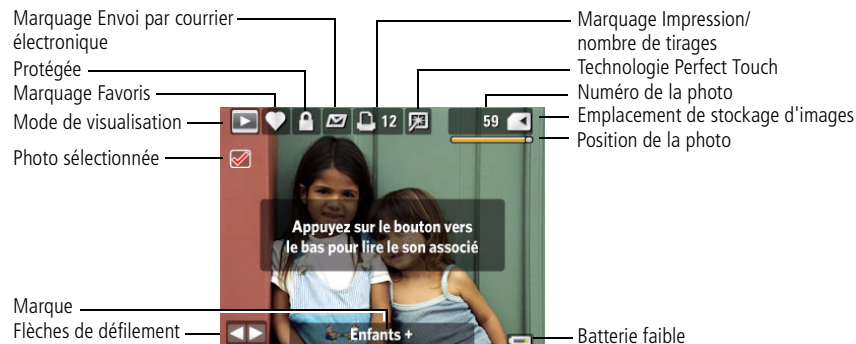 Marquage Envoi par courrier
électronique
Protégée
Marquage Favoris
Mode de visualisation
Photo sélectionnée
Marquage Impression/
nombre de tirages
Technologie Perfect Touch
Numéro de la photo
Emplacement de stockage d'images
Position de la photo
12
59
Appuyez sur le bouton vers
le bas pour lire le son associé
Marque
Flèches de défilement
Enfants +
Batterie faible